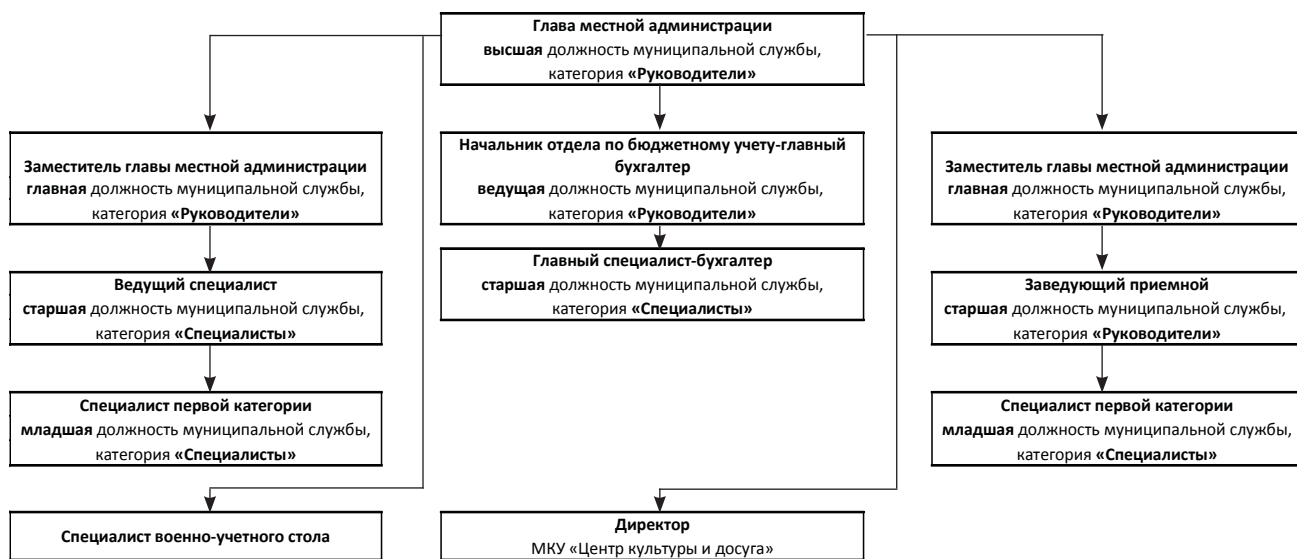 Глава местной администрации
высшая должность муниципальной службы,
категория «Руководители»
Заместитель главы местной администрации
главная должность муниципальной службы,
категория «Руководители»
Начальник отдела по бюджетному учету-главный
бухгалтер
ведущая должность муниципальной службы,
категория «Руководители»
Заместитель главы местной администрации
главная должность муниципальной службы,
категория «Руководители»
Ведущий специалист
старшая должность муниципальной службы,
категория «Специалисты»
Главный специалист-бухгалтер
старшая должность муниципальной службы,
категория «Специалисты»
Заведующий приемной
старшая должность муниципальной службы,
категория «Руководители»
Специалист первой категории
младшая должность муниципальной службы,
категория «Специалисты»
Специалист первой категории
младшая должность муниципальной службы,
категория «Специалисты»
Специалист военно-учетного стола
Директор
МКУ «Центр культуры и досуга»